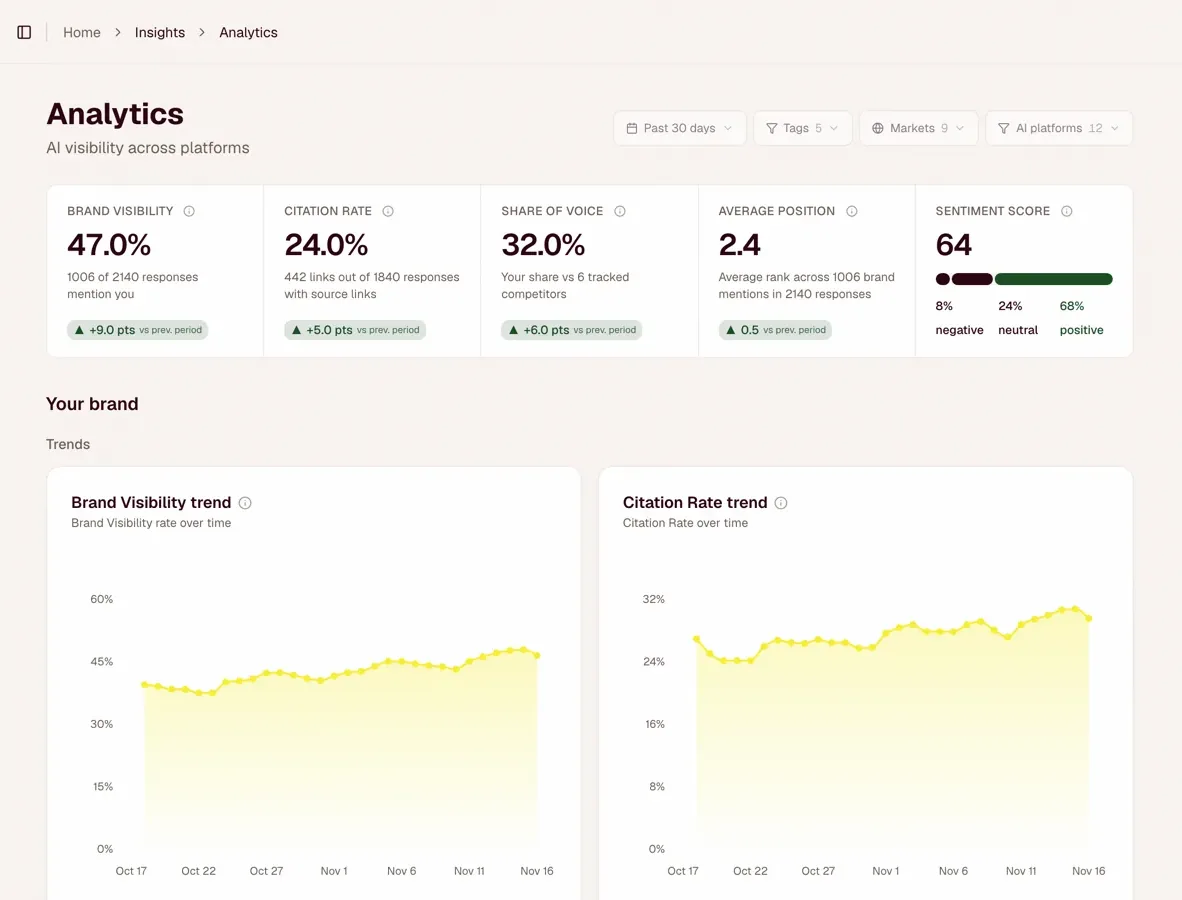 Home > Insights > Analytics
Analytics
AI visibility across platforms
Past 30 days
Tags 5
Markets 9
AI platforms 12
BRAND VISIBILITY
47.0%
1006 of 2140 responses
mention you
▲ +9.0 pts vs prev. period
CITATION RATE
24.0%
442 links out of 1840 responses
with source links
▲ +5.0 pts vs prev. period
SHARE OF VOICE
32.0%
Your share vs 6 tracked
competitors
▲ +6.0 pts vs prev. period
AVERAGE POSITION
2.4
Average rank across 1006 brand
mentions in 2140 responses
▲ 0.5 vs prev. period
SENTIMENT SCORE
64
8% 24% 68%
negative neutral positive
Your brand
Trends
Brand Visibility trend
Brand Visibility rate over time
60%
45%
30%
15%
0%
Oct 17 Oct 22 Oct 27 Nov 1 Nov 6 Nov 11 Nov 16
Citation Rate trend
Citation Rate over time
32%
24%
16%
8%
0%
Oct 17 Oct 22 Oct 27 Nov 1 Nov 6 Nov 11 Nov 16